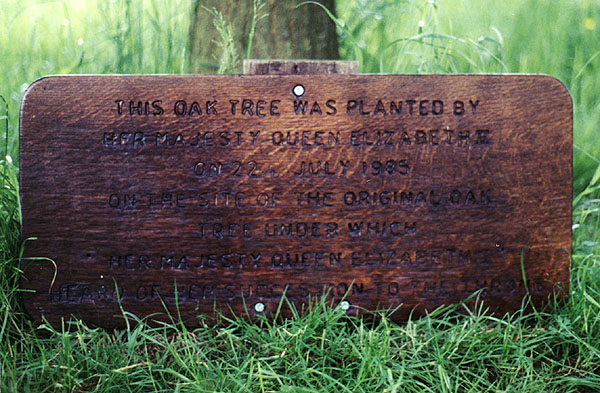 THIS OAK TREE WAS PLANTED BY
HER MAJESTY QUEEN ELIZABETH II
ON 22. JULY 1985
ON THE SITE OF THE ORIGINAL OAK
TREE UNDER WHICH
" HER MAJESTY QUEEN ELIZABETH I "
HEARD OF HER SUCCESSION TO THE THRONE